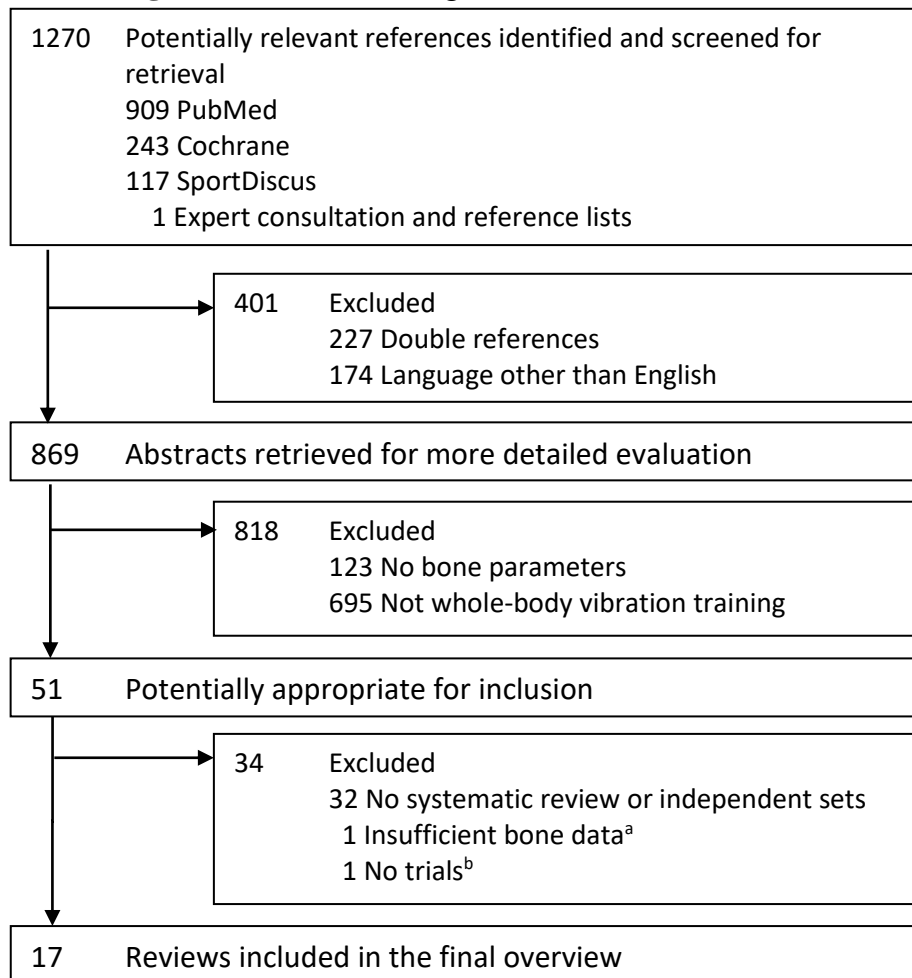 1270 Potentially relevant references identified and screened for
retrieval
909 PubMed
243 Cochrane
117 SportDiscus
1 Expert consultation and reference lists
401 Excluded
227 Double references
174 Language other than English
869 Abstracts retrieved for more detailed evaluation
818 Excluded
123 No bone parameters
695 Not whole-body vibration training
51 Potentially appropriate for inclusion
34 Excluded
32 No systematic review or independent sets
1 Insufficient bone dataᵃ
1 No trialsᵇ
17 Reviews included in the final overview